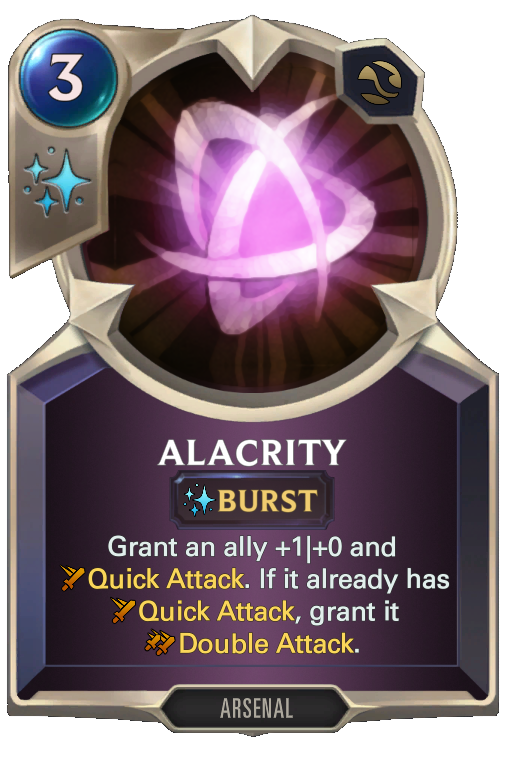 3
ALACRITY
BURST
Grant an ally +1|+0 and
Quick Attack. If it already has
Quick Attack, grant it
Double Attack.
ARSENAL